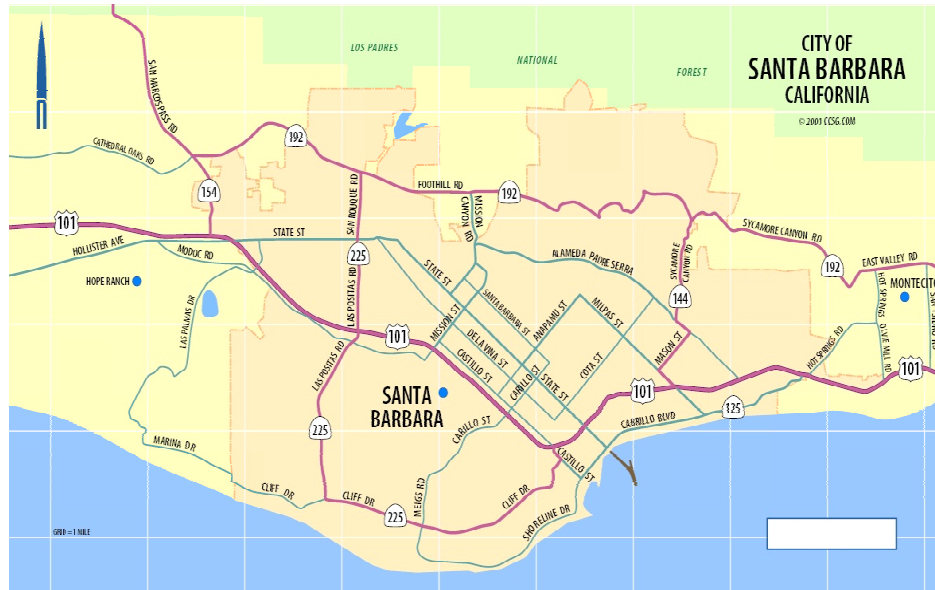 CITY OF
SANTA BARBARA
CALIFORNIA
© 2001 CCSG.COM
LOS PADRES
NATIONAL
FOREST
SAN MARCOS PASS RD
CATHEDRAL OAKS RD
192
154
SAN ROUQUE RD
FOOTHILL RD
192
MISSION
CANYON RD
101
STATE ST
HOLLISTER AVE
MODUC RD
HOPE RANCH
LAS PALMAS DR
225
LAS POSITAS RD
STATE ST
ALAMEDA PADRE SERRA
SYCAMORE
CANYON RD
SYCAMORE CANYON RD
192
EAST VALLEY RD
MONTECITO
HOT SPRINGS
OLIVE MILL RD
144
SANTA BARBARA ST
ANAPAMU ST
MILPAS ST
MISSION ST
DE LA VINA ST
CASTILLO ST
CARILLO ST
STATE ST
COTA ST
MASON ST
HOT SPRINGS RD
101
101
101
LAS POSITAS RD
SANTA
BARBARA
225
CABRILLO BLVD
CARILLO ST
CASTILLO ST
MARINA DR
CLIFF DR
CLIFF DR
225
MEIGS RD
CLIFF DR
SHORELINE DR
GRID = 1 MILE